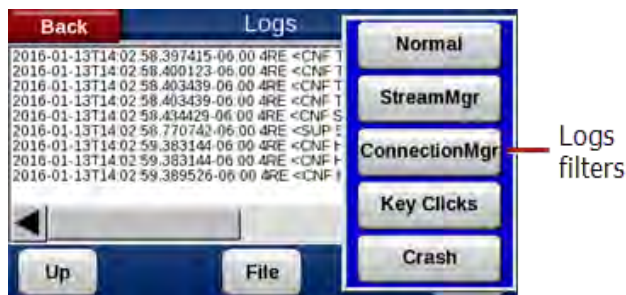 Back
Logs
2016-01-13T14:02:58.397415-06:00 4RE <CNF T
2016-01-13T14:02:58.400123-06:00 4RE <CNF T
2016-01-13T14:02:58.403439-06:00 4RE <CNF T
2016-01-13T14:02:58.403439-06:00 4RE <CNF T
2016-01-13T14:02:58.434429-06:00 4RE <CNF S
2016-01-13T14:02:58.770742-06:00 4RE <SUP S
2016-01-13T14:02:59.383144-06:00 4RE <CNF H
2016-01-13T14:02:59.383144-06:00 4RE <CNF H
2016-01-13T14:02:59.389526-06:00 4RE <CNF
Normal
StreamMgr
ConnectionMgr
Key Clicks
Crash
Up
File
Logs
filters